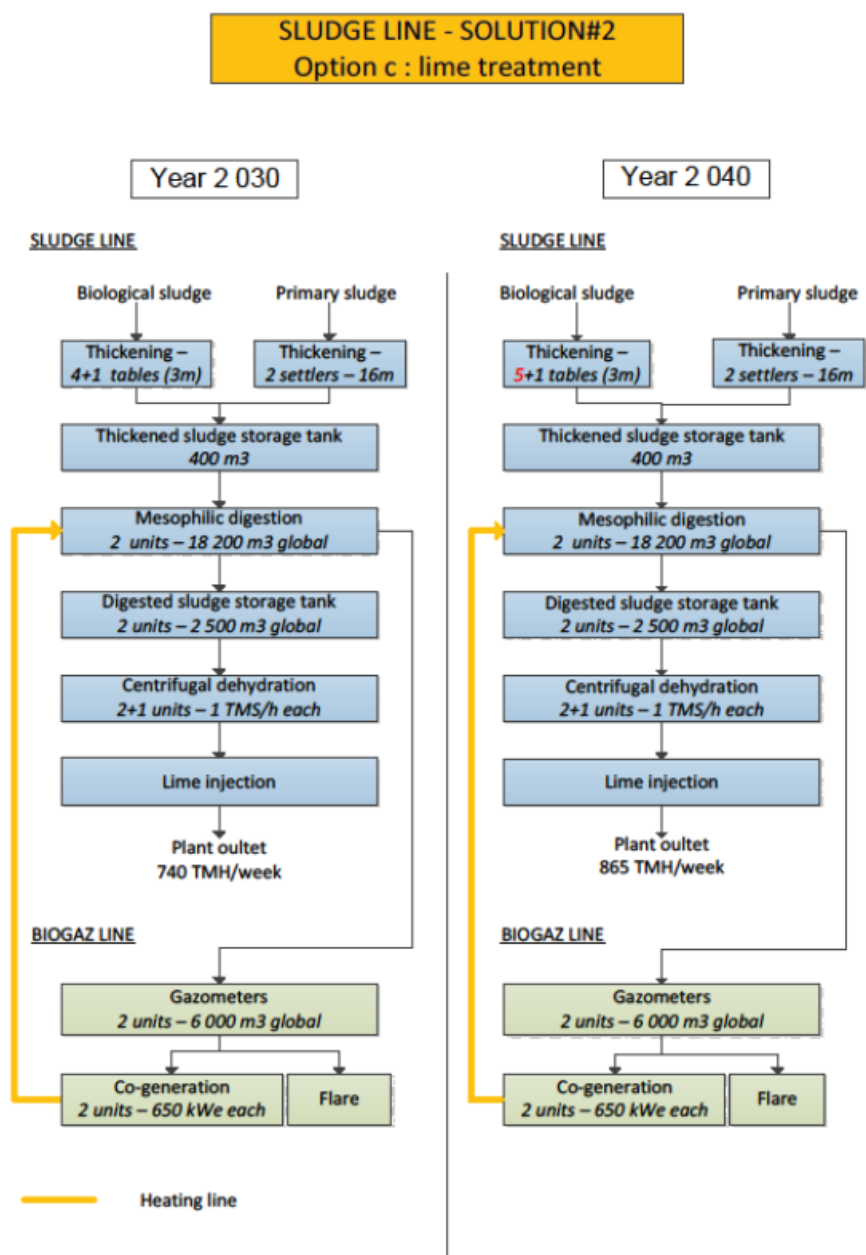 SLUDGE LINE - SOLUTION#2
Option c : lime treatment
Year 2 030
SLUDGE LINE
Biological sludge
Primary sludge
Thickening –
4+1 tables (3m)
Thickening –
2 settlers – 16m
Thickened sludge storage tank
400 m3
Mesophilic digestion
2 units – 18 200 m3 global
Digested sludge storage tank
2 units – 2 500 m3 global
Centrifugal dehydration
2+1 units – 1 TMS/h each
Lime injection
Plant oultet
740 TMH/week
BIOGAZ LINE
Gazometers
2 units – 6 000 m3 global
Co-generation
2 units – 650 kWe each
Flare
Heating line
Year 2 040
SLUDGE LINE
Biological sludge
Primary sludge
Thickening –
5+1 tables (3m)
Thickening –
2 settlers – 16m
Thickened sludge storage tank
400 m3
Mesophilic digestion
2 units – 18 200 m3 global
Digested sludge storage tank
2 units – 2 500 m3 global
Centrifugal dehydration
2+1 units – 1 TMS/h each
Lime injection
Plant oultet
865 TMH/week
BIOGAZ LINE
Gazometers
2 units – 6 000 m3 global
Co-generation
2 units – 650 kWe each
Flare